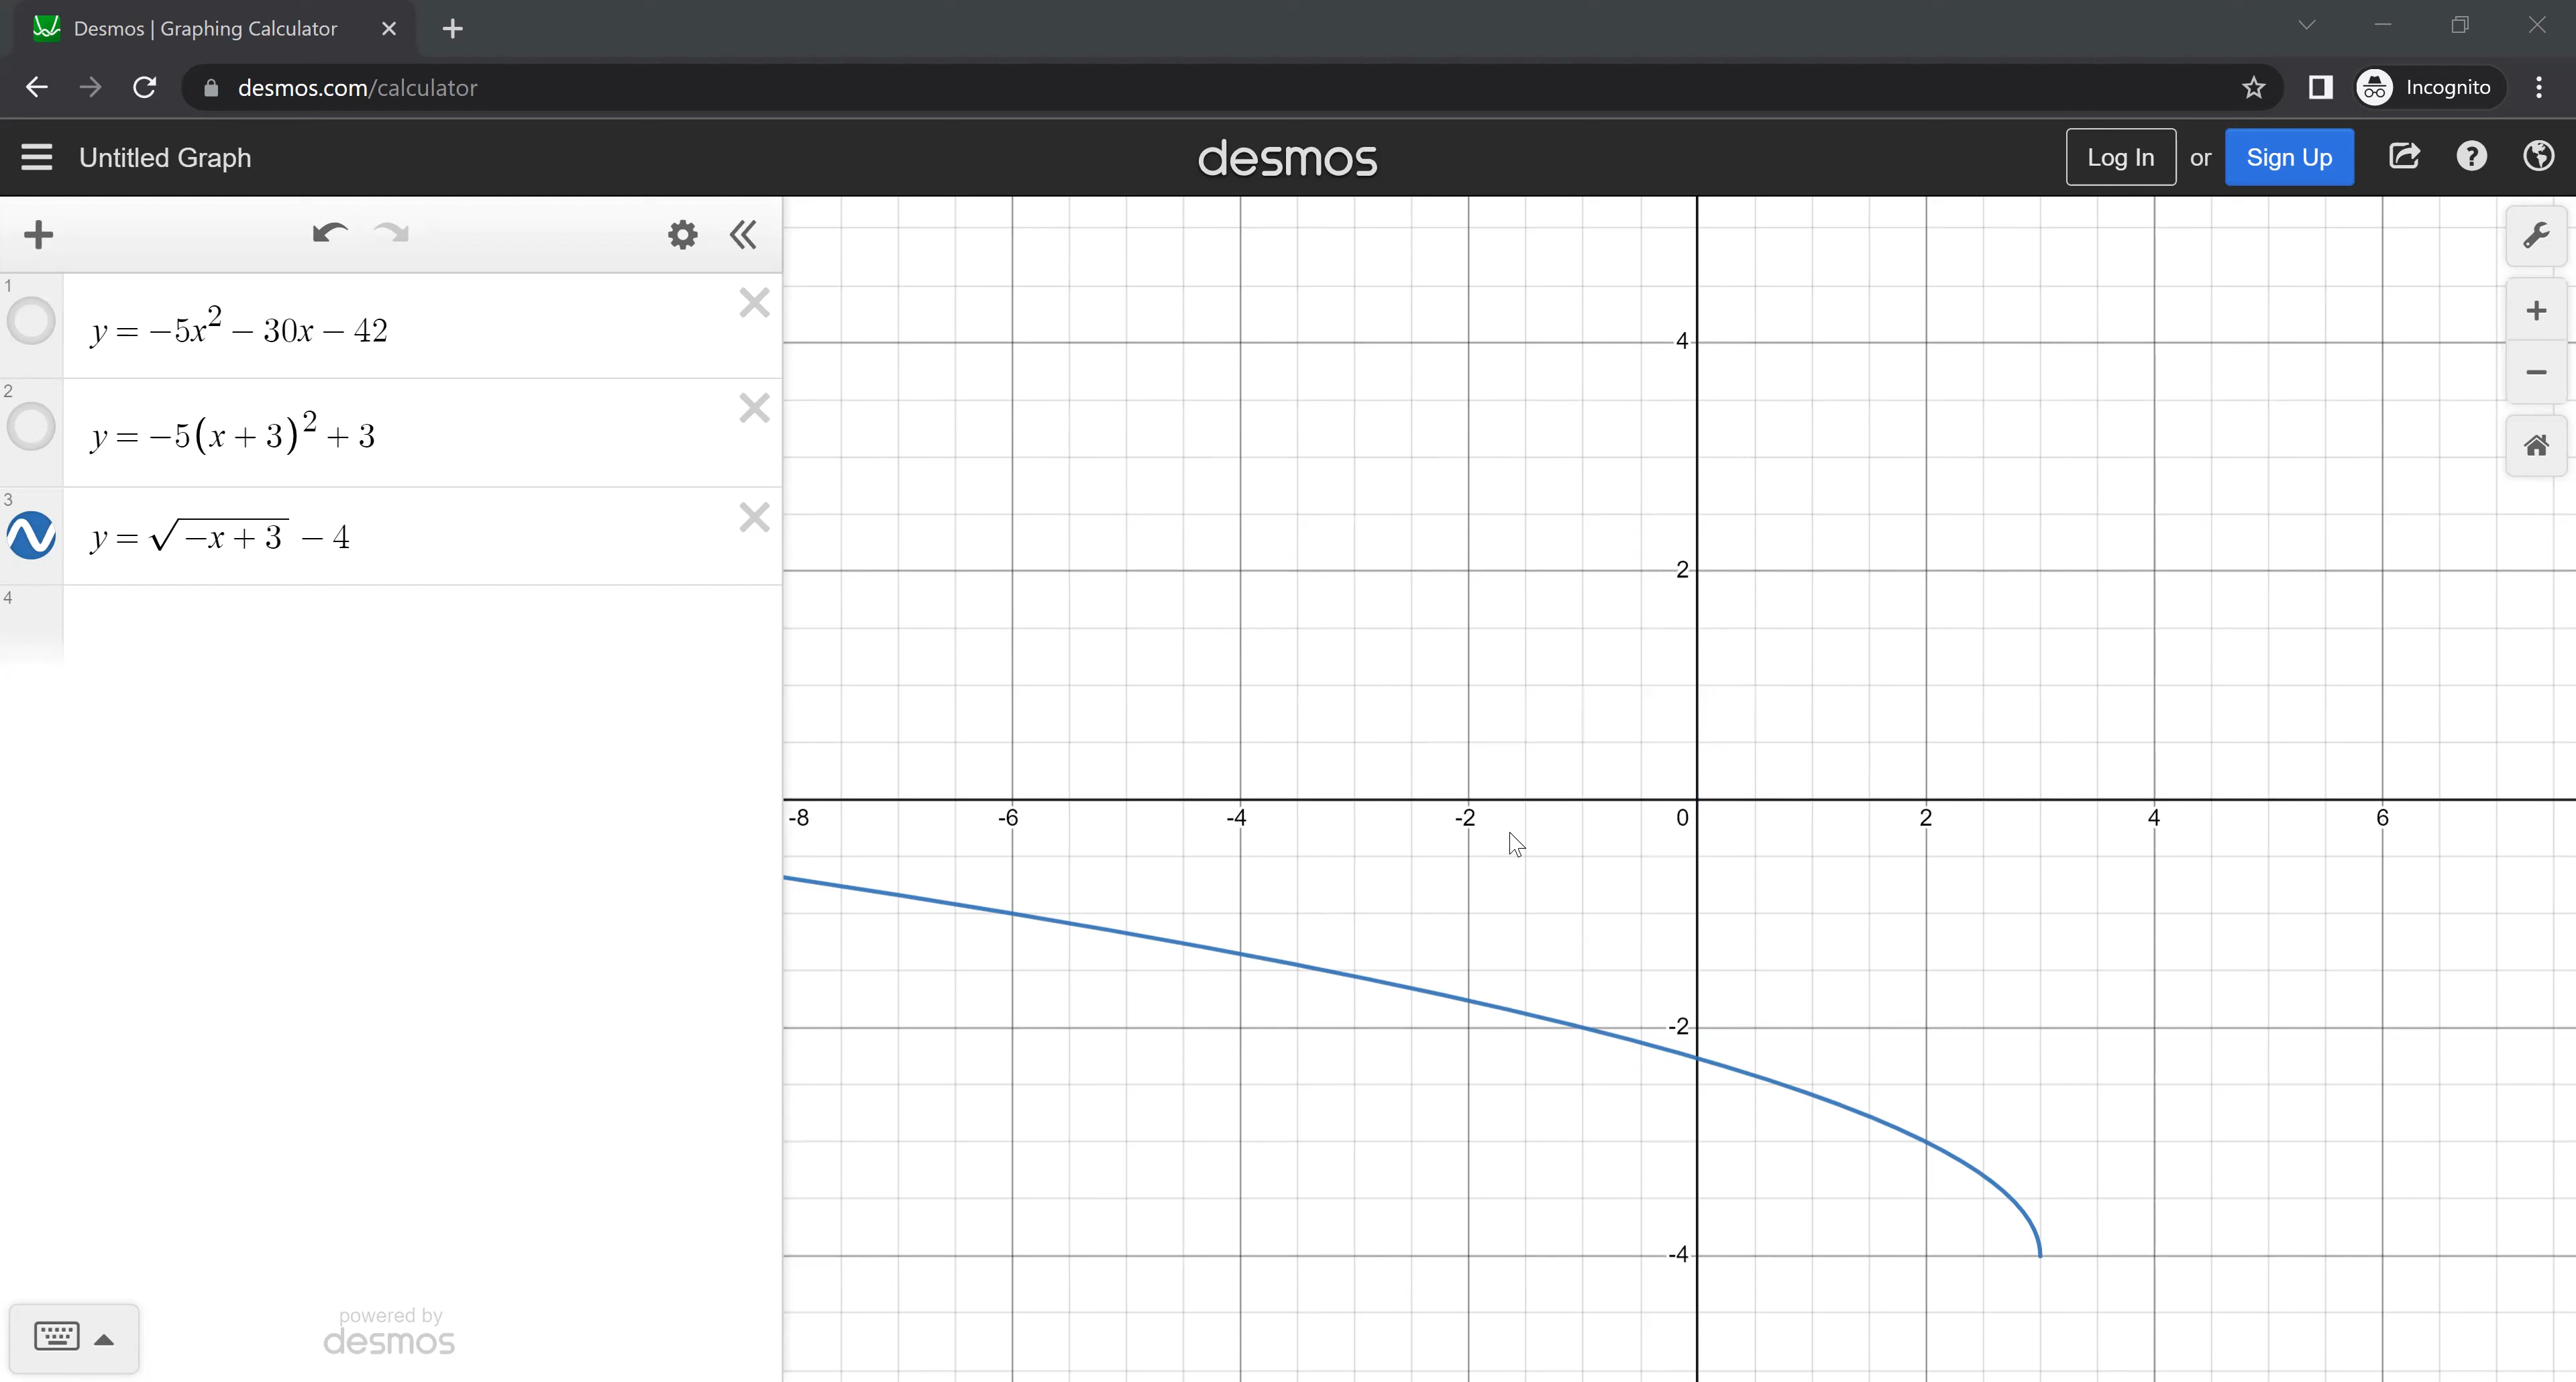 Desmos | Graphing Calculator
desmos.com/calculator
Incognito
Untitled Graph
desmos
Log In or Sign Up
1
y = −5x² − 30x − 42
2
y = −5(x + 3)² + 3
3
y = √(−x + 3) − 4
4
4
2
-8 -6 -4 -2 0 2 4 6
-2
-4
powered by
desmos